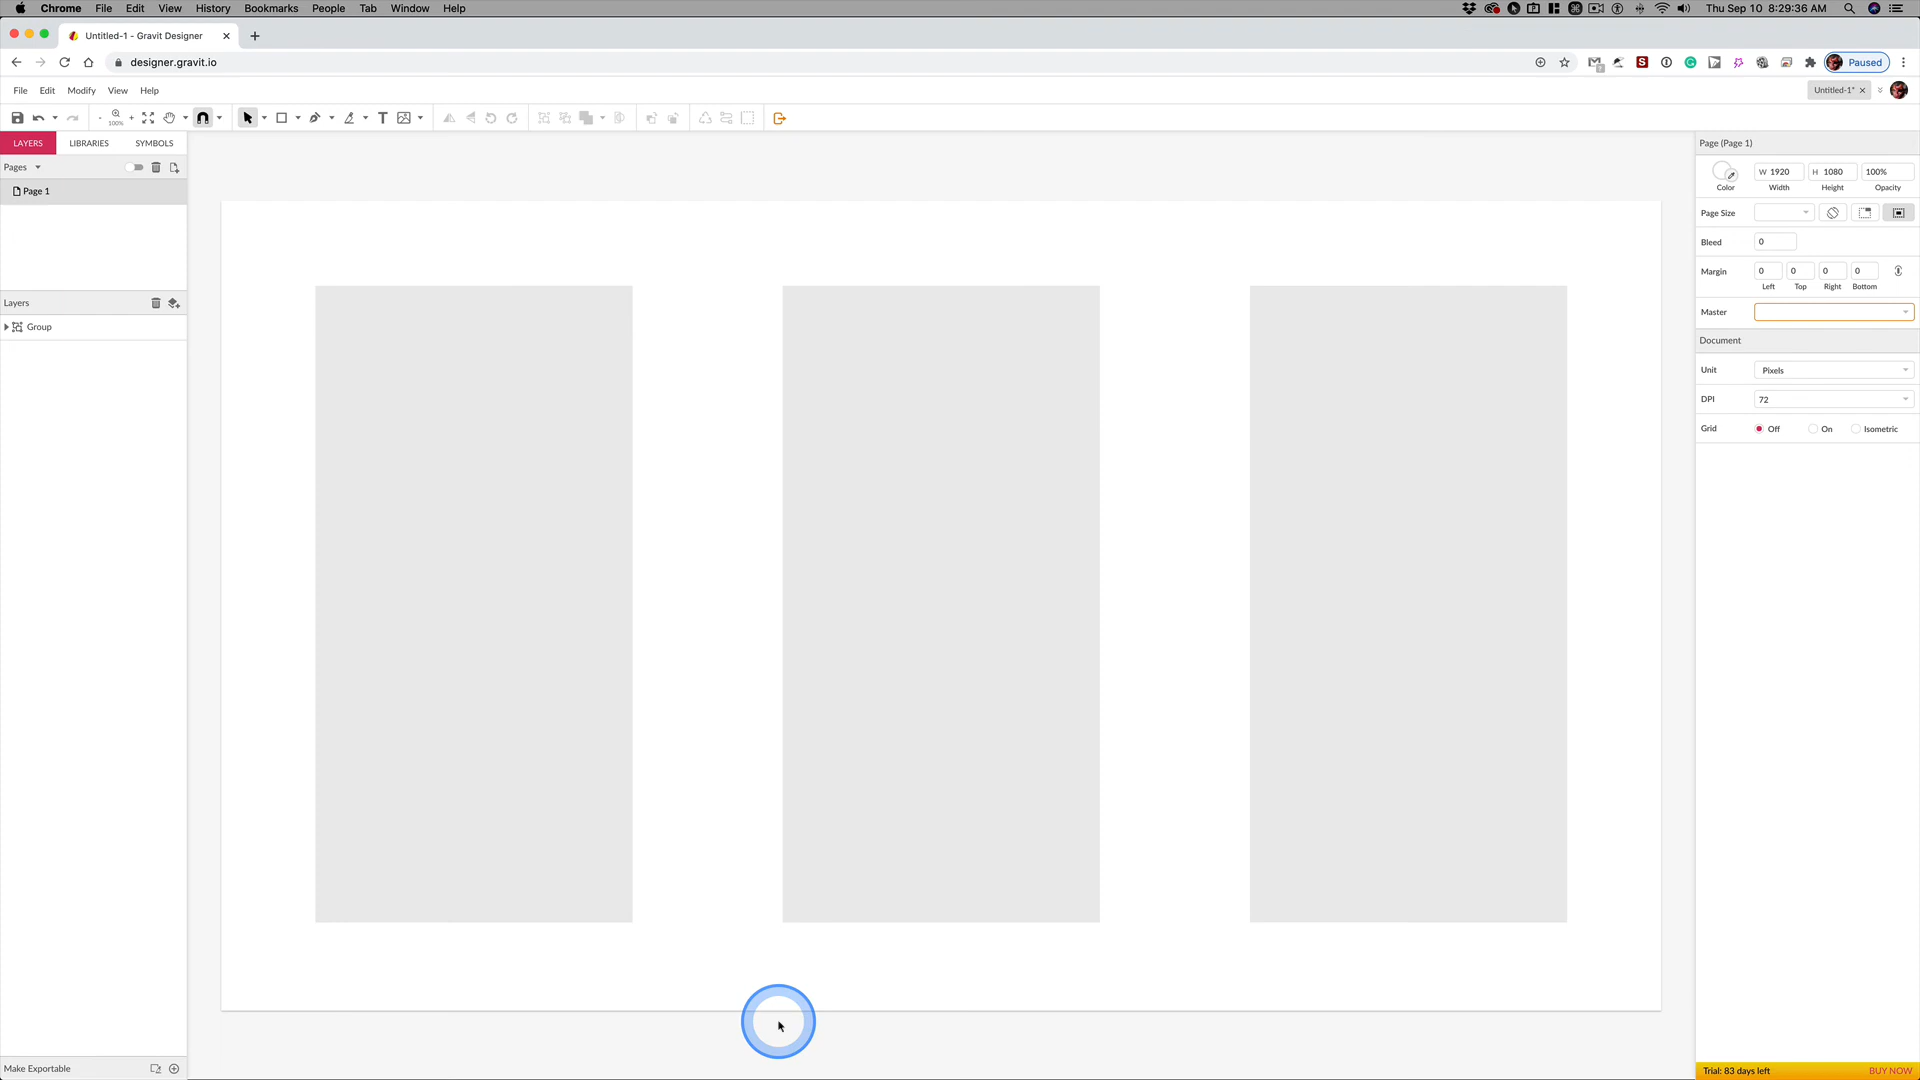 Chrome File Edit View History Bookmarks People Tab Window Help Thu Sep 10 8:29:36 AM
Untitled-1 - Gravit Designer
designer.gravit.io Paused
File Edit Modify View Help Untitled-1*
100%
LAYERS LIBRARIES SYMBOLS
Pages
Page 1
Layers
Group
Make Exportable
Page (Page 1)
W 1920 H 1080 100%
Color Width Height Opacity
Page Size
Bleed 0
Margin 0 0 0 0
Left Top Right Bottom
Master
Document
Unit Pixels
DPI 72
Grid Off On Isometric
Trial: 83 days left BUY NOW